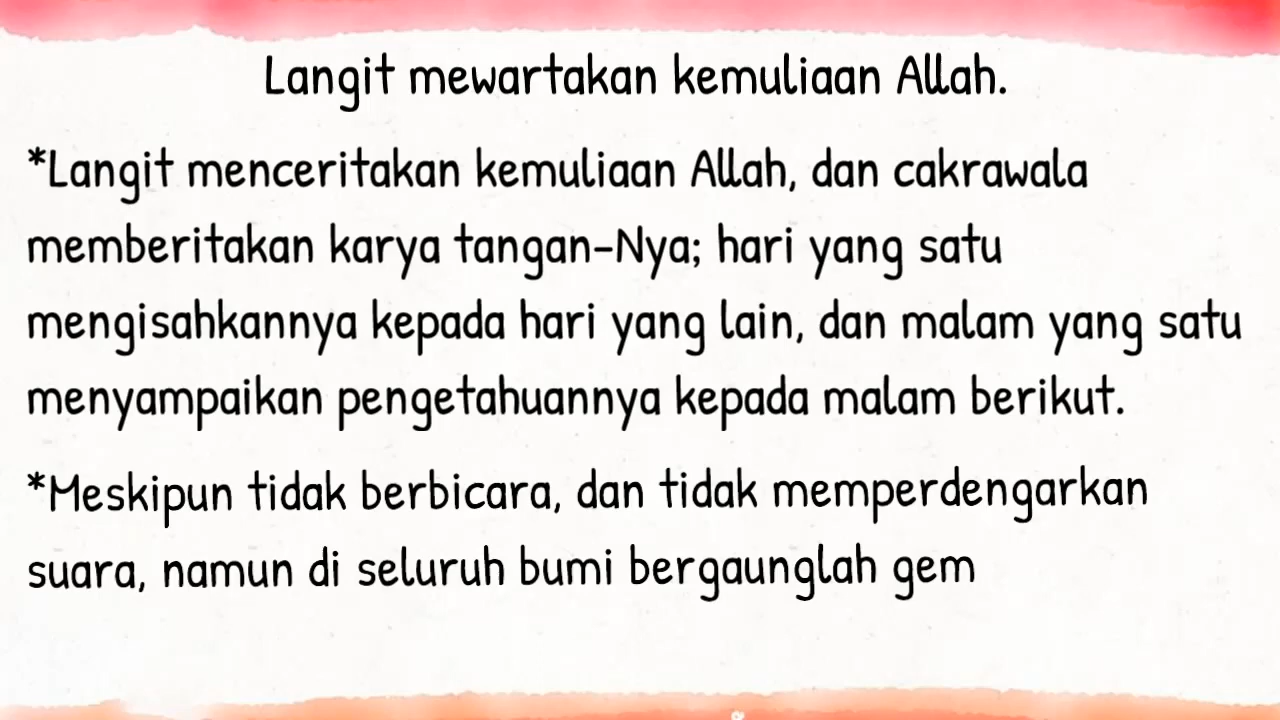 Langit mewartakan kemuliaan Allah.
*Langit menceritakan kemuliaan Allah, dan cakrawala
memberitakan karya tangan-Nya; hari yang satu
mengisahkannya kepada hari yang lain, dan malam yang satu
menyampaikan pengetahuannya kepada malam berikut.
*Meskipun tidak berbicara, dan tidak memperdengarkan
suara, namun di seluruh bumi bergaunglah gem